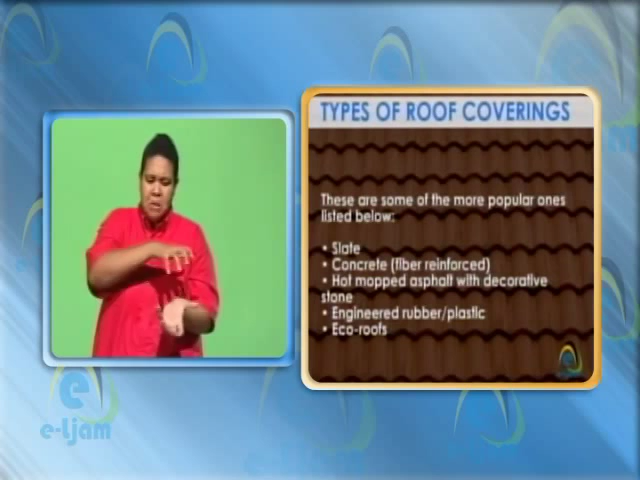 TYPES OF ROOF COVERINGS
These are some of the more popular ones
listed below:
• Slate
• Concrete (fiber reinforced)
• Hot mopped asphalt with decorative
stone
• Engineered rubber/plastic
• Eco-roofs
e
e-Ljam